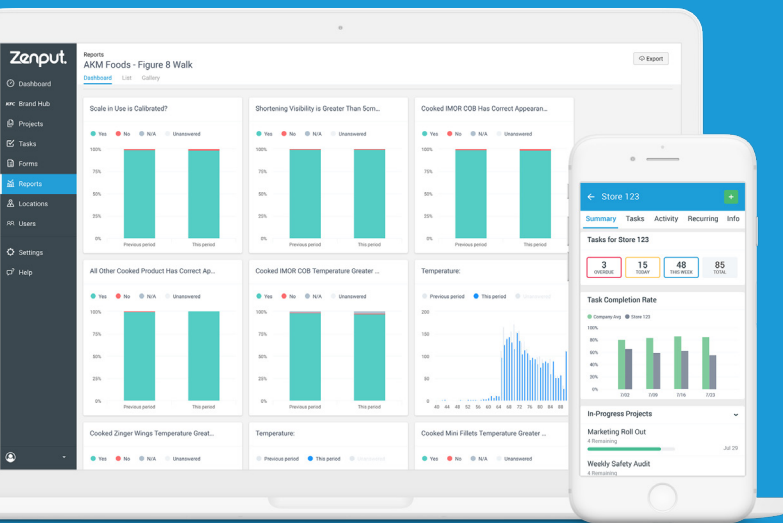 Zenput.
Dashboard
KFC Brand Hub
Projects
Tasks
Forms
Reports
Locations
Users
Settings
Help
Reports
AKM Foods - Figure 8 Walk
Dashboard List Gallery
Export
Scale in Use is Calibrated?
Yes No N/A Unanswered
100%
75%
50%
25%
0%
Previous period This period
Shortening Visibility is Greater Than 5cm...
Yes No N/A Unanswered
100%
75%
50%
25%
0%
Previous period This period
Cooked IMOR COB Has Correct Appearan...
Yes No N/A Unanswered
100%
75%
50%
25%
0%
Previous period This period
All Other Cooked Product Has Correct Ap...
Yes No N/A Unanswered
100%
75%
50%
25%
0%
Previous period This period
Cooked IMOR COB Temperature Greater ...
Yes No N/A Unanswered
100%
75%
50%
25%
0%
Previous period This period
Temperature:
Previous period This period Unanswered
200
150
100
50
0
40 44 48 52 56 60 64 68 72 76 80 84 88
Cooked Zinger Wings Temperature Great...
Yes No N/A Unanswered
Temperature:
Previous period This period Unanswered
Cooked Mini Fillets Temperature Greater ...
Yes No N/A Unanswered
Store 123
+
Summary Tasks Activity Recurring Info
Tasks for Store 123
3 15 48 85
OVERDUE TODAY THIS WEEK TOTAL
Task Completion Rate
Company Avg Store 123
100%
80%
60%
40%
20%
0%
7/02 7/09 7/16 7/23
In-Progress Projects
Marketing Roll Out
4 Remaining
Jul 29
Weekly Safety Audit
4 Remaining